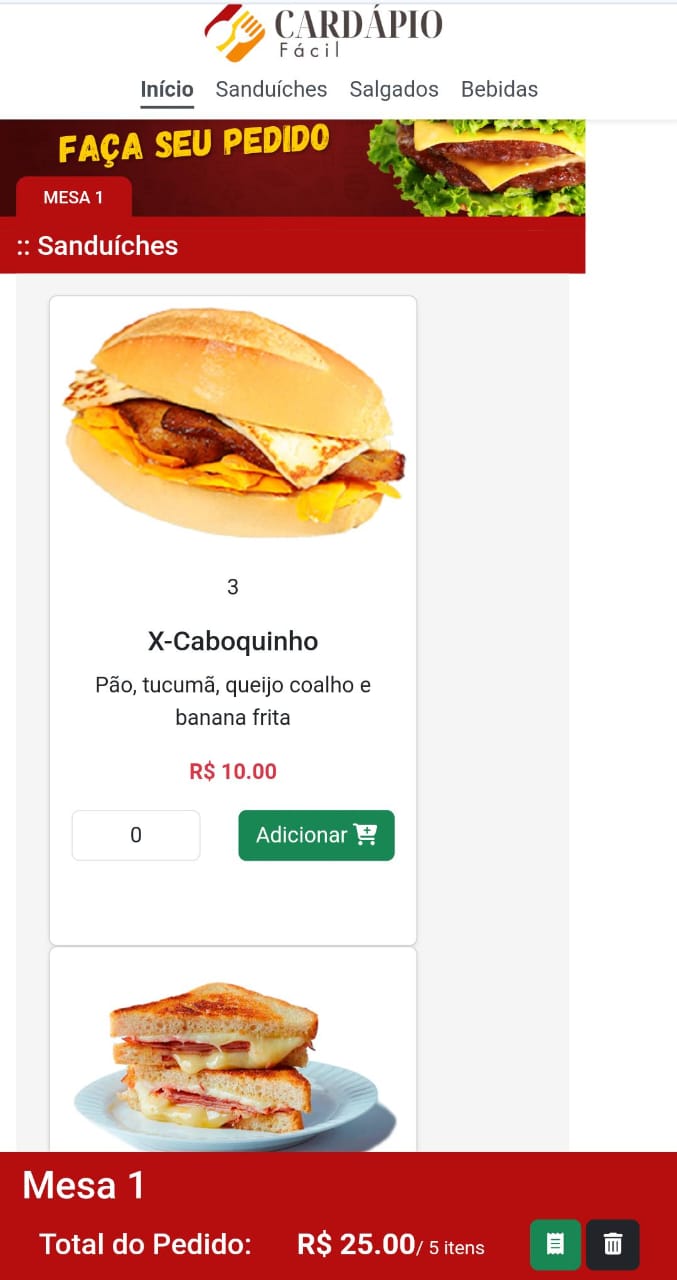 CARDÁPIO
Fácil
Início Sanduíches Salgados Bebidas
FAÇA SEU PEDIDO
MESA 1
:: Sanduíches
3
X-Caboquinho
Pão, tucumã, queijo coalho e
banana frita
R$ 10.00
0 Adicionar
Mesa 1
Total do Pedido: R$ 25.00/ 5 itens